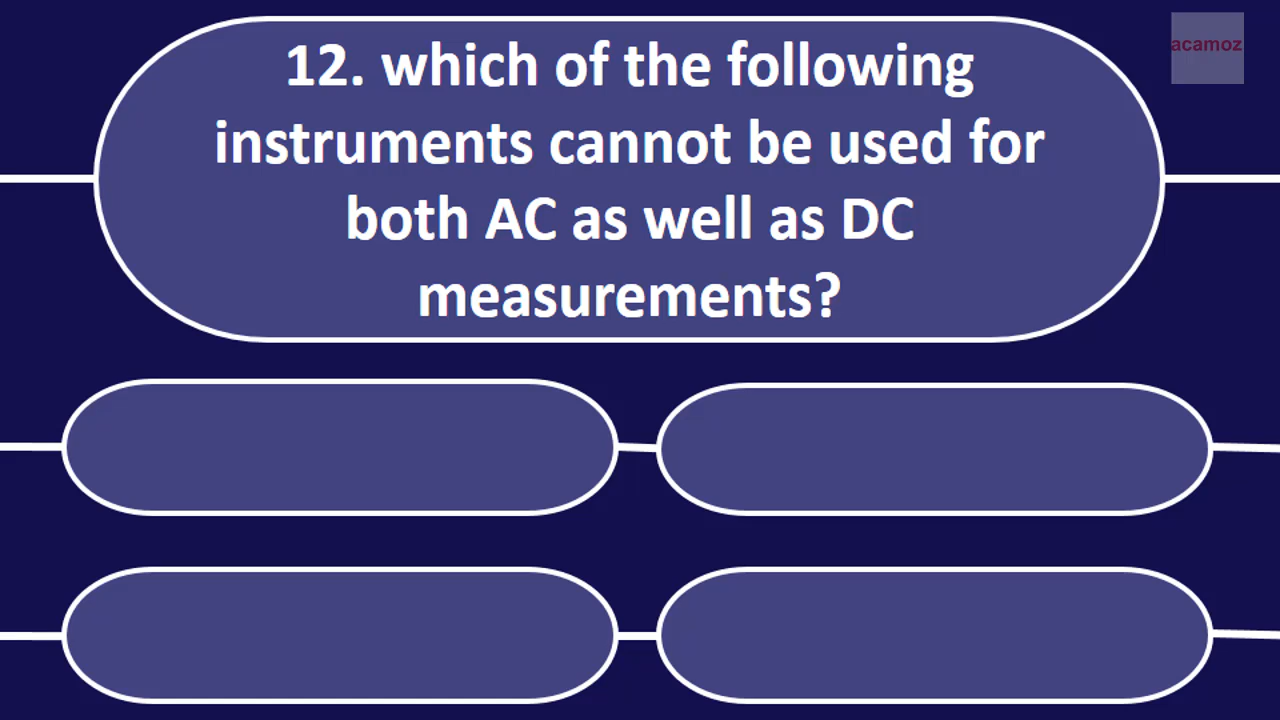 12. which of the following
instruments cannot be used for
both AC as well as DC
measurements?
acamoz